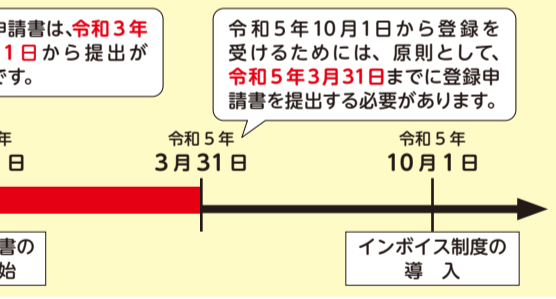 申請書は、令和3年
1日から提出が
です。
令和5年10月1日から登録を
受けるためには、原則として、
令和5年3月31日までに登録申
請書を提出する必要があります。
年
日
令和5年
3月31日
令和5年
10月1日
書の
始
インボイス制度の
導 入